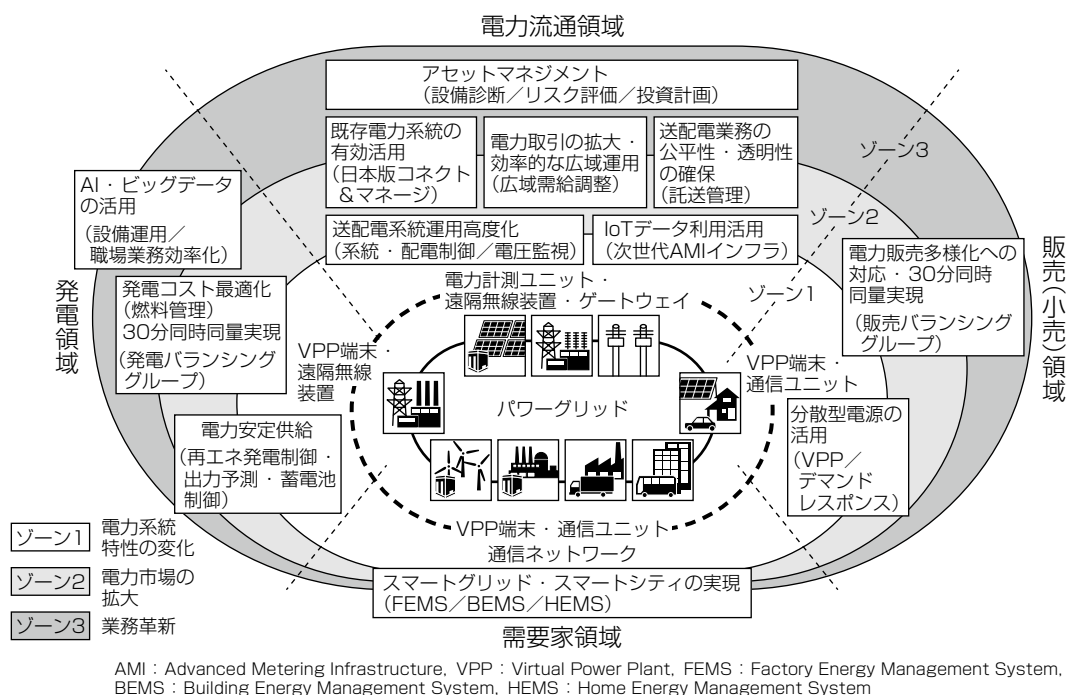 電力流通領域
アセットマネジメント
(設備診断／リスク評価／投資計画)
既存電力系統の
有効活用
(日本版コネクト
＆マネージ)
電力取引の拡大・
効率的な広域運用
(広域需給調整)
送配電業務の
公平性・透明性
の確保
(託送管理)
ゾーン3
AI・ビッグデータ
の活用
(設備運用／
職場業務効率化)
送配電系統運用高度化
(系統・配電制御／電圧監視)
IoTデータ利用活用
(次世代AMIインフラ)
ゾーン2
電力販売多様化への
対応・30分同時
同量実現
(販売バランシング
グループ)
販売(小売)領域
発電領域
発電コスト最適化
(燃料管理)
30分同時同量実現
(発電バランシング
グループ)
電力計測ユニット・
遠隔無線装置・ゲートウェイ
ゾーン1
VPP端末・
遠隔無線
装置
VPP端末・
通信ユニット
パワーグリッド
電力安定供給
(再エネ発電制御・
出力予測・蓄電池
制御)
分散型電源の
活用
(VPP／
デマンド
レスポンス)
VPP端末・通信ユニット
通信ネットワーク
スマートグリッド・スマートシティの実現
(FEMS／BEMS／HEMS)
需要家領域
ゾーン1 電力系統
特性の変化
ゾーン2 電力市場の
拡大
ゾーン3 業務革新
AMI：Advanced Metering Infrastructure, VPP：Virtual Power Plant, FEMS：Factory Energy Management System,
BEMS：Building Energy Management System, HEMS：Home Energy Management System